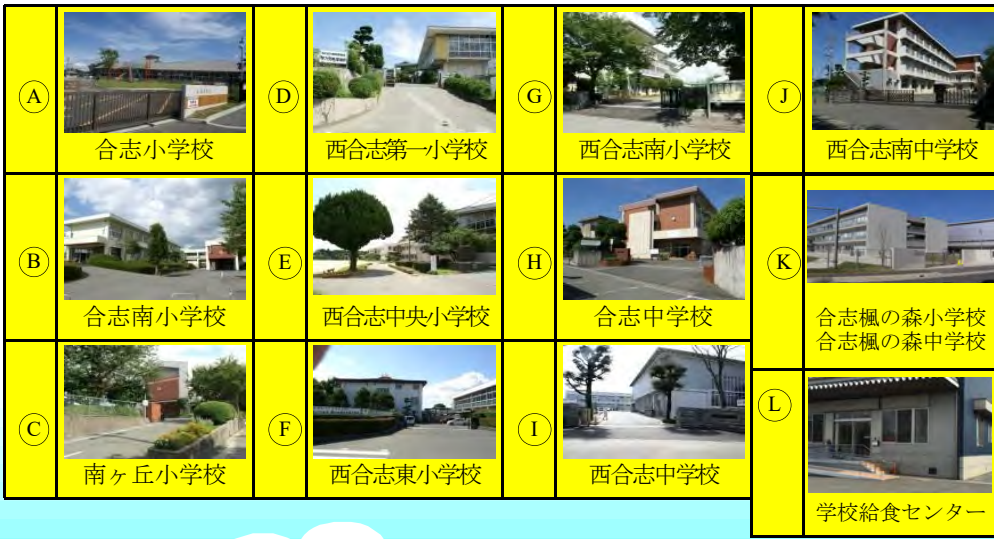 A
合志小学校
B
合志南小学校
C
南ヶ丘小学校
D
西合志第一小学校
E
西合志中央小学校
F
西合志東小学校
G
西合志南小学校
H
合志中学校
I
西合志中学校
J
西合志南中学校
K
合志楓の森小学校
合志楓の森中学校
L
学校給食センター